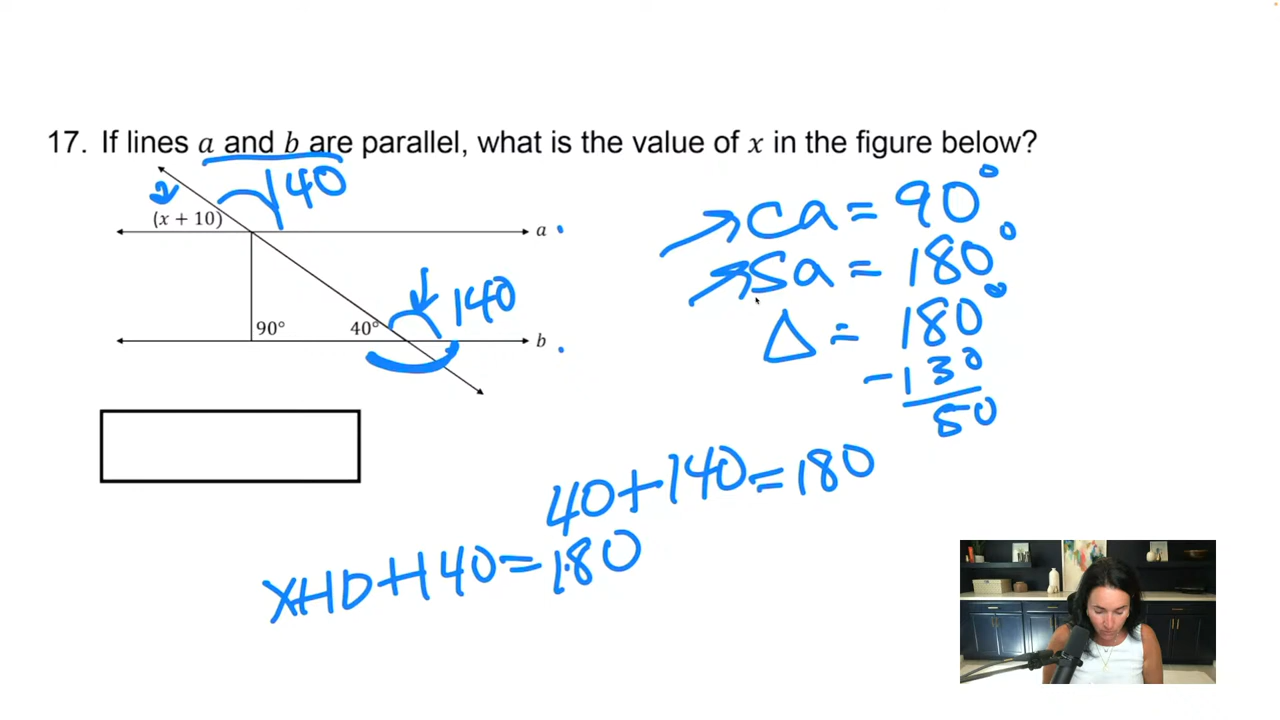 17. If lines a and b are parallel, what is the value of x in the figure below?
140
(x + 10)
a
140
90°
40°
b
Ca = 90°
Sa = 180°
△ = 180°
-130
50
40+140=180
x+10+140=180